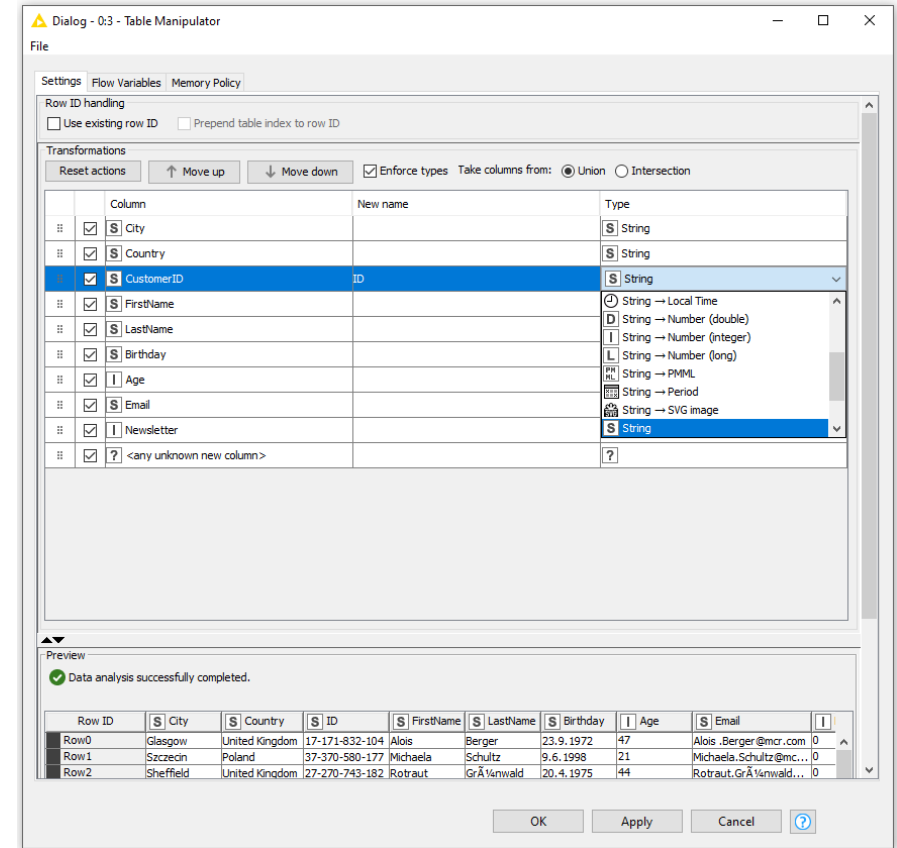 Dialog - 0:3 - Table Manipulator
File
Settings Flow Variables Memory Policy
Row ID handling
Use existing row ID Prepend table index to row ID
Transformations
Reset actions Move up Move down Enforce types Take columns from: Union Intersection
Column New name Type
S City S String
S Country S String
S CustomerID ID S String
S FirstName
S LastName
S Birthday
I Age
S Email
I Newsletter
? <any unknown new column> ?
String → Local Time
D String → Number (double)
I String → Number (integer)
L String → Number (long)
PM ML String → PMML
String → Period
SVG String → SVG image
S String
Preview
Data analysis successfully completed.
Row ID S City S Country S ID S FirstName S LastName S Birthday I Age S Email I
Row0 Glasgow United Kingdom 17-171-832-104 Alois Berger 23.9.1972 47 Alois .Berger@mcr.com 0
Row1 Szczecin Poland 37-370-580-177 Michaela Schultz 9.6.1998 21 Michaela.Schultz@mc... 0
Row2 Sheffield United Kingdom 27-270-743-182 Rotraut GrÃ¼nwald 20.4.1975 44 Rotraut.GrÃ¼nwald... 0
OK Apply Cancel ?